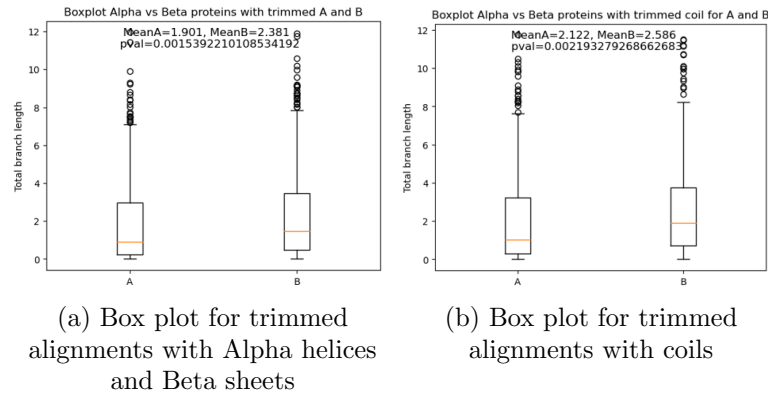 Boxplot Alpha vs Beta proteins with trimmed A and B
MeanA=1.901, MeanB=2.381
pval=0.0015392210108534192
12
10
8
6
4
2
0
Total branch length
A
B
(a) Box plot for trimmed
alignments with Alpha helices
and Beta sheets
Boxplot Alpha vs Beta proteins with trimmed coil for A and B
MeanA=2.122, MeanB=2.586
pval=0.0021932792686626831
12
10
8
6
4
2
0
Total branch length
A
B
(b) Box plot for trimmed
alignments with coils